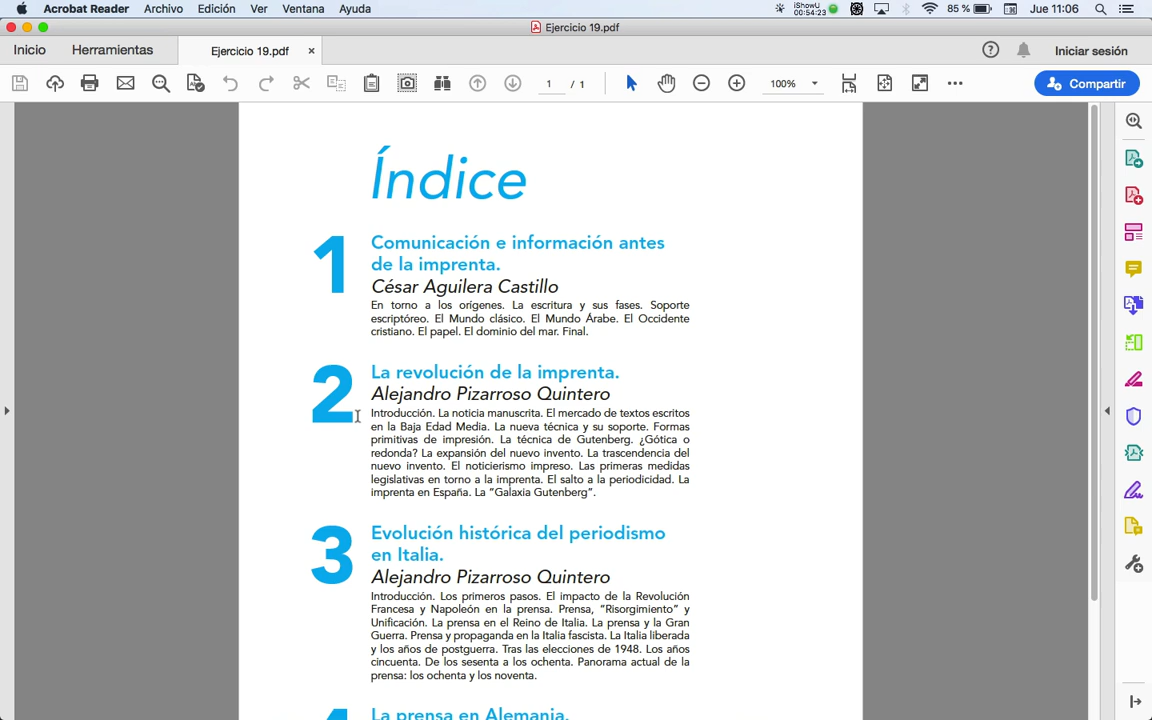 Acrobat Reader Archivo Edición Ver Ventana Ayuda iShowU 00:54:23 85 % Jue 11:06
Ejercicio 19.pdf
Inicio Herramientas Ejercicio 19.pdf × ? Iniciar sesión
1 / 1 100% Compartir
Índice
1
Comunicación e información antes
de la imprenta.
César Aguilera Castillo
En torno a los orígenes. La escritura y sus fases. Soporte
escriptóreo. El Mundo clásico. El Mundo Árabe. El Occidente
cristiano. El papel. El dominio del mar. Final.
2
La revolución de la imprenta.
Alejandro Pizarroso Quintero
Introducción. La noticia manuscrita. El mercado de textos escritos
en la Baja Edad Media. La nueva técnica y su soporte. Formas
primitivas de impresión. La técnica de Gutenberg. ¿Gótica o
redonda? La expansión del nuevo invento. La trascendencia del
nuevo invento. El noticierismo impreso. Las primeras medidas
legislativas en torno a la imprenta. El salto a la periodicidad. La
imprenta en España. La “Galaxia Gutenberg”.
3
Evolución histórica del periodismo
en Italia.
Alejandro Pizarroso Quintero
Introducción. Los primeros pasos. El impacto de la Revolución
Francesa y Napoleón en la prensa. Prensa, “Risorgimiento” y
Unificación. La prensa en el Reino de Italia. La prensa y la Gran
Guerra. Prensa y propaganda en la Italia fascista. La Italia liberada
y los años de postguerra. Tras las elecciones de 1948. Los años
cincuenta. De los sesenta a los ochenta. Panorama actual de la
prensa: los ochenta y los noventa.
La prensa en Alemania.